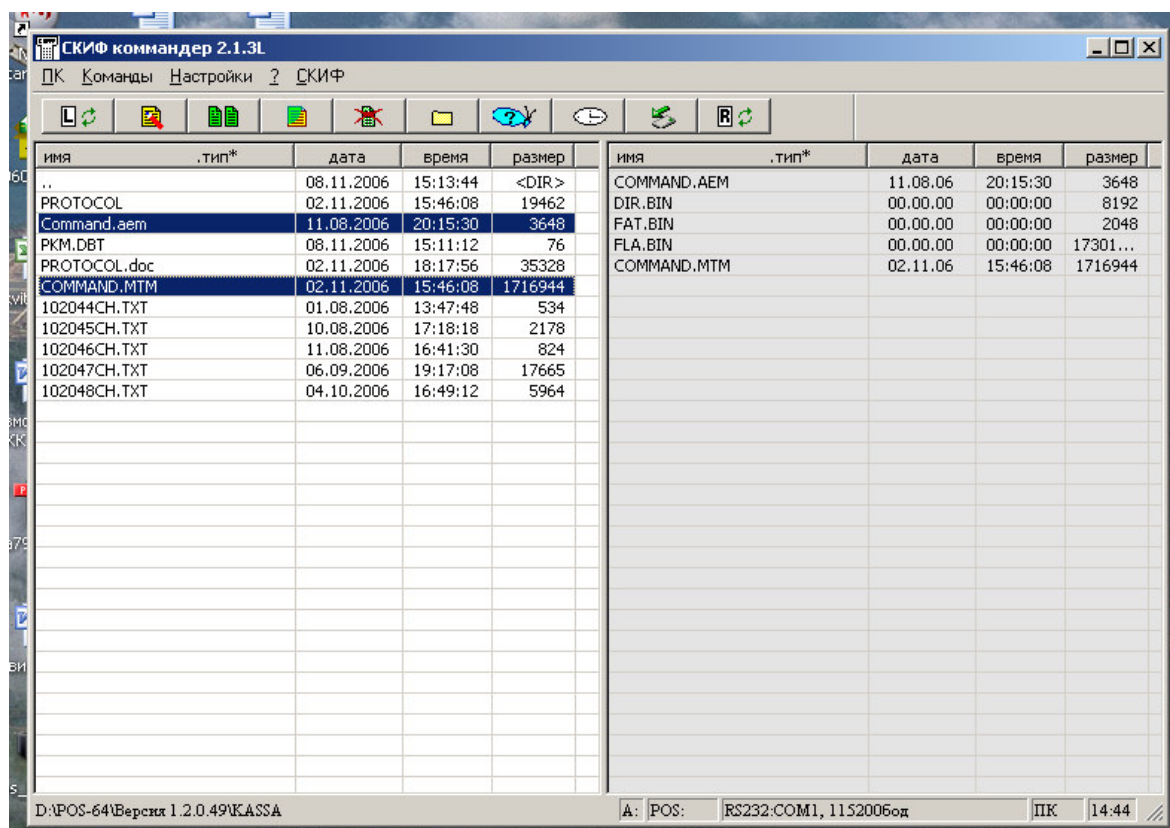 СКИФ коммандер 2.1.3L
ПК Команды Настройки ? СКИФ
L R
имя .тип* дата время размер имя .тип* дата время размер
.. 08.11.2006 15:13:44 <DIR> COMMAND.AEM 11.08.06 20:15:30 3648
PROTOCOL 02.11.2006 15:46:08 19462 DIR.BIN 00.00.00 00:00:00 8192
Command.aem 11.08.2006 20:15:30 3648 FAT.BIN 00.00.00 00:00:00 2048
PKM.DBT 08.11.2006 15:11:12 76 FLA.BIN 00.00.00 00:00:00 17301...
PROTOCOL.doc 02.11.2006 18:17:56 35328 COMMAND.MTM 02.11.06 15:46:08 1716944
COMMAND.MTM 02.11.2006 15:46:08 1716944
102044CH.TXT 01.08.2006 13:47:48 534
102045CH.TXT 10.08.2006 17:18:18 2178
102046CH.TXT 11.08.2006 16:41:30 824
102047CH.TXT 06.09.2006 19:17:08 17665
102048CH.TXT 04.10.2006 16:49:12 5964
D:\POS-64\Версия 1.2.0.49\KASSA A: POS: RS232:COM1, 115200бод ПК 14:44